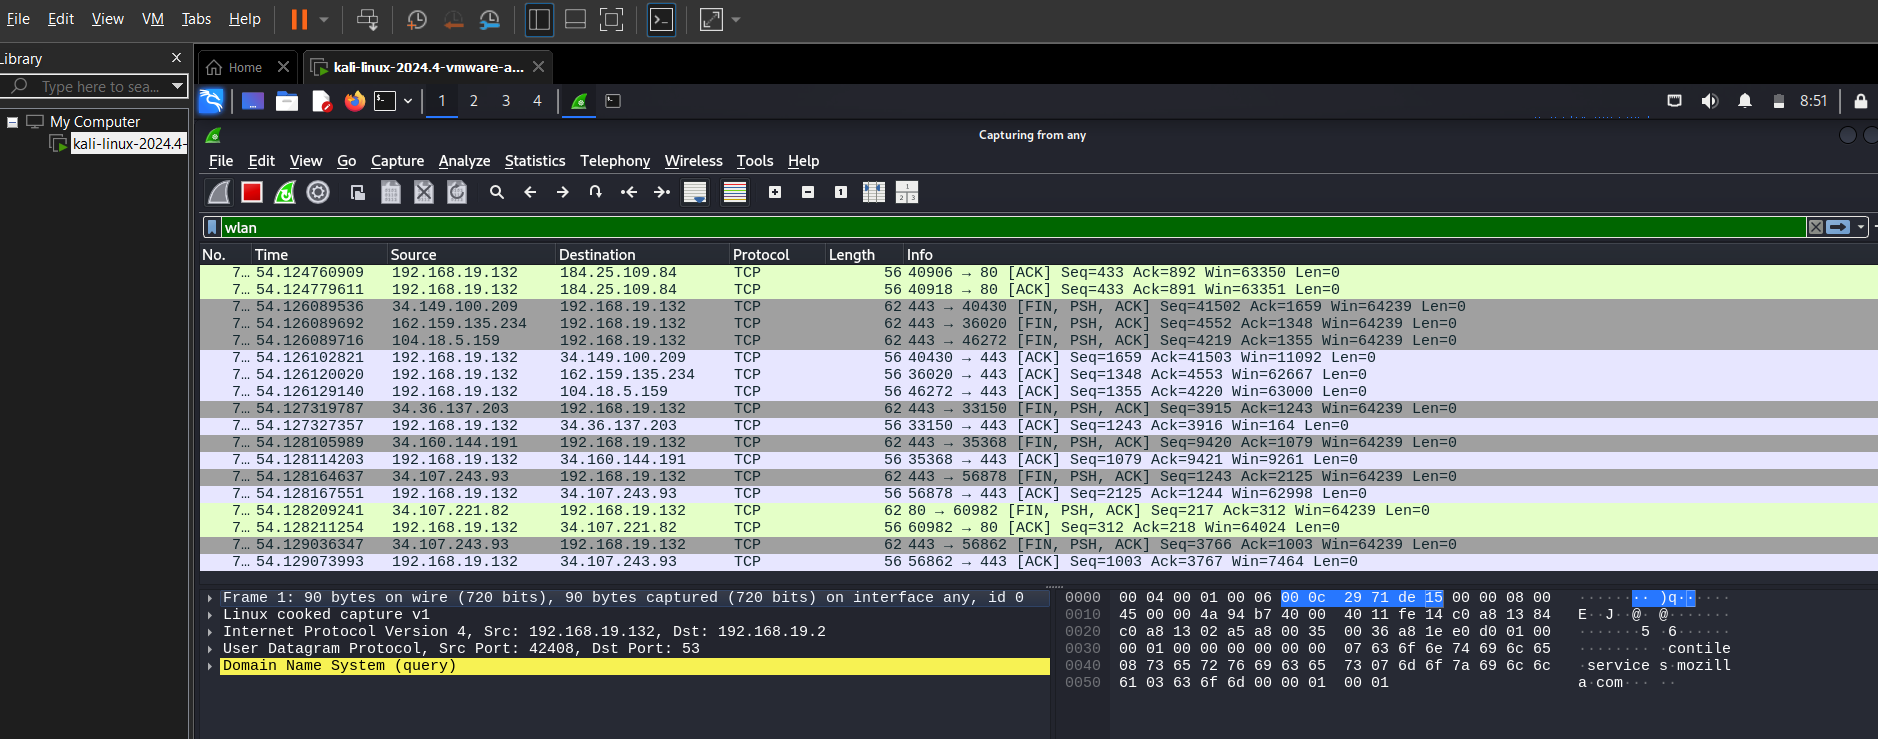 File Edit View VM Tabs Help
Library X
Type here to sea...
My Computer
kali-linux-2024.4-
Home kali-linux-2024.4-vmware-a...
1 2 3 4 8:51
Capturing from any
File Edit View Go Capture Analyze Statistics Telephony Wireless Tools Help
wlan
No. Time Source Destination Protocol Length Info
7… 54.124760909 192.168.19.132 184.25.109.84 TCP 56 40906 → 80 [ACK] Seq=433 Ack=892 Win=63350 Len=0
7… 54.124779611 192.168.19.132 184.25.109.84 TCP 56 40918 → 80 [ACK] Seq=433 Ack=891 Win=63351 Len=0
7… 54.126089536 34.149.100.209 192.168.19.132 TCP 62 443 → 40430 [FIN, PSH, ACK] Seq=41502 Ack=1659 Win=64239 Len=0
7… 54.126089692 162.159.135.234 192.168.19.132 TCP 62 443 → 36020 [FIN, PSH, ACK] Seq=4552 Ack=1348 Win=64239 Len=0
7… 54.126089716 104.18.5.159 192.168.19.132 TCP 62 443 → 46272 [FIN, PSH, ACK] Seq=4219 Ack=1355 Win=64239 Len=0
7… 54.126102821 192.168.19.132 34.149.100.209 TCP 56 40430 → 443 [ACK] Seq=1659 Ack=41503 Win=11092 Len=0
7… 54.126120020 192.168.19.132 162.159.135.234 TCP 56 36020 → 443 [ACK] Seq=1348 Ack=4553 Win=62667 Len=0
7… 54.126129140 192.168.19.132 104.18.5.159 TCP 56 46272 → 443 [ACK] Seq=1355 Ack=4220 Win=63000 Len=0
7… 54.127319787 34.36.137.203 192.168.19.132 TCP 62 443 → 33150 [FIN, PSH, ACK] Seq=3915 Ack=1243 Win=64239 Len=0
7… 54.127327357 192.168.19.132 34.36.137.203 TCP 56 33150 → 443 [ACK] Seq=1243 Ack=3916 Win=164 Len=0
7… 54.128105989 34.160.144.191 192.168.19.132 TCP 62 443 → 35368 [FIN, PSH, ACK] Seq=9420 Ack=1079 Win=64239 Len=0
7… 54.128114203 192.168.19.132 34.160.144.191 TCP 56 35368 → 443 [ACK] Seq=1079 Ack=9421 Win=9261 Len=0
7… 54.128164637 34.107.243.93 192.168.19.132 TCP 62 443 → 56878 [FIN, PSH, ACK] Seq=1243 Ack=2125 Win=64239 Len=0
7… 54.128167551 192.168.19.132 34.107.243.93 TCP 56 56878 → 443 [ACK] Seq=2125 Ack=1244 Win=62998 Len=0
7… 54.128209241 34.107.221.82 192.168.19.132 TCP 62 80 → 60982 [FIN, PSH, ACK] Seq=217 Ack=312 Win=64239 Len=0
7… 54.128211254 192.168.19.132 34.107.221.82 TCP 56 60982 → 80 [ACK] Seq=312 Ack=218 Win=64024 Len=0
7… 54.129036347 34.107.243.93 192.168.19.132 TCP 62 443 → 56862 [FIN, PSH, ACK] Seq=3766 Ack=1003 Win=64239 Len=0
7… 54.129073993 192.168.19.132 34.107.243.93 TCP 56 56862 → 443 [ACK] Seq=1003 Ack=3767 Win=7464 Len=0
Frame 1: 90 bytes on wire (720 bits), 90 bytes captured (720 bits) on interface any, id 0
Linux cooked capture v1
Internet Protocol Version 4, Src: 192.168.19.132, Dst: 192.168.19.2
User Datagram Protocol, Src Port: 42408, Dst Port: 53
Domain Name System (query)
0000 00 04 00 01 00 06 00 0c 29 71 de 15 00 00 08 00 ········)q······
0010 45 00 00 4a 94 b7 40 00 40 11 fe 14 c0 a8 13 84 E··J··@·@·······
0020 c0 a8 13 02 a5 a8 00 35 00 36 a8 1e e0 d0 01 00 ·······5·6······
0030 00 01 00 00 00 00 00 00 07 63 6f 6e 74 69 6c 65 ·········contile
0040 08 73 65 72 76 69 63 65 73 07 6d 6f 7a 69 6c 6c ·services·mozill
0050 61 03 63 6f 6d 00 00 01 00 01 a·com·····